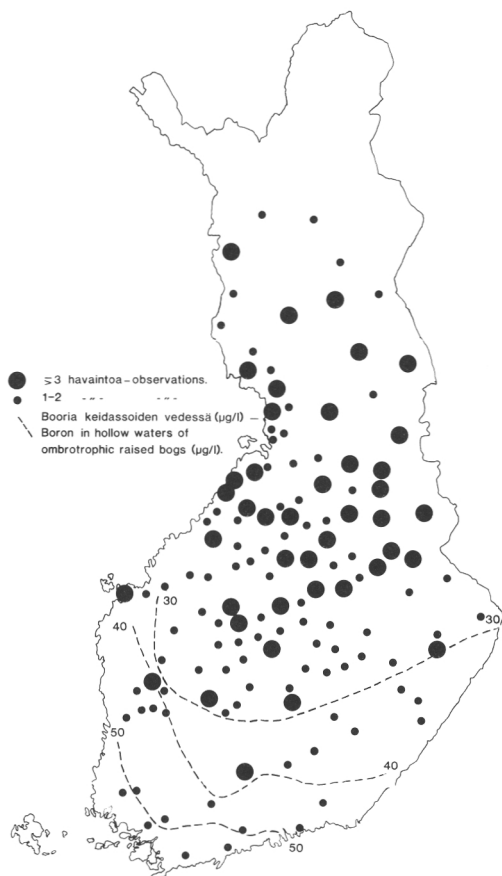 ⩾3 havaintoa–observations.
1–2 -..- -..-
Booria keidassoiden vedessä (µg/l)
Boron in hollow waters of
ombrotrophic raised bogs (µg/l).
30
30
40
50
40
50